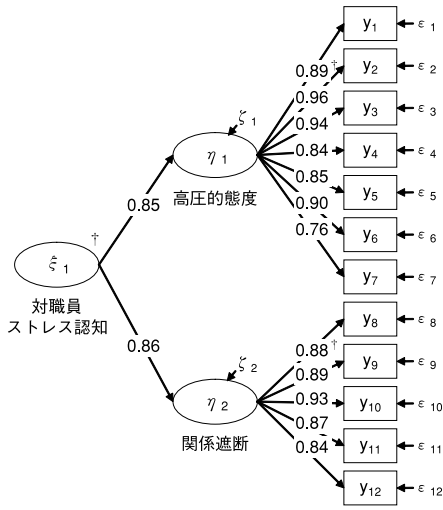 y1
ε1
0.89†
y2
ε2
0.96
y3
ε3
0.94
ζ1
y4
ε4
0.84
η1
y5
ε5
0.85
高圧的態度
0.85
y6
ε6
0.90
y7
ε7
0.76
†
ξ1
対職員
ストレス認知
0.86
y8
ε8
0.88†
y9
ε9
0.89
ζ2
y10
ε10
0.93
η2
y11
ε11
0.87
関係遮断
0.84
y12
ε12